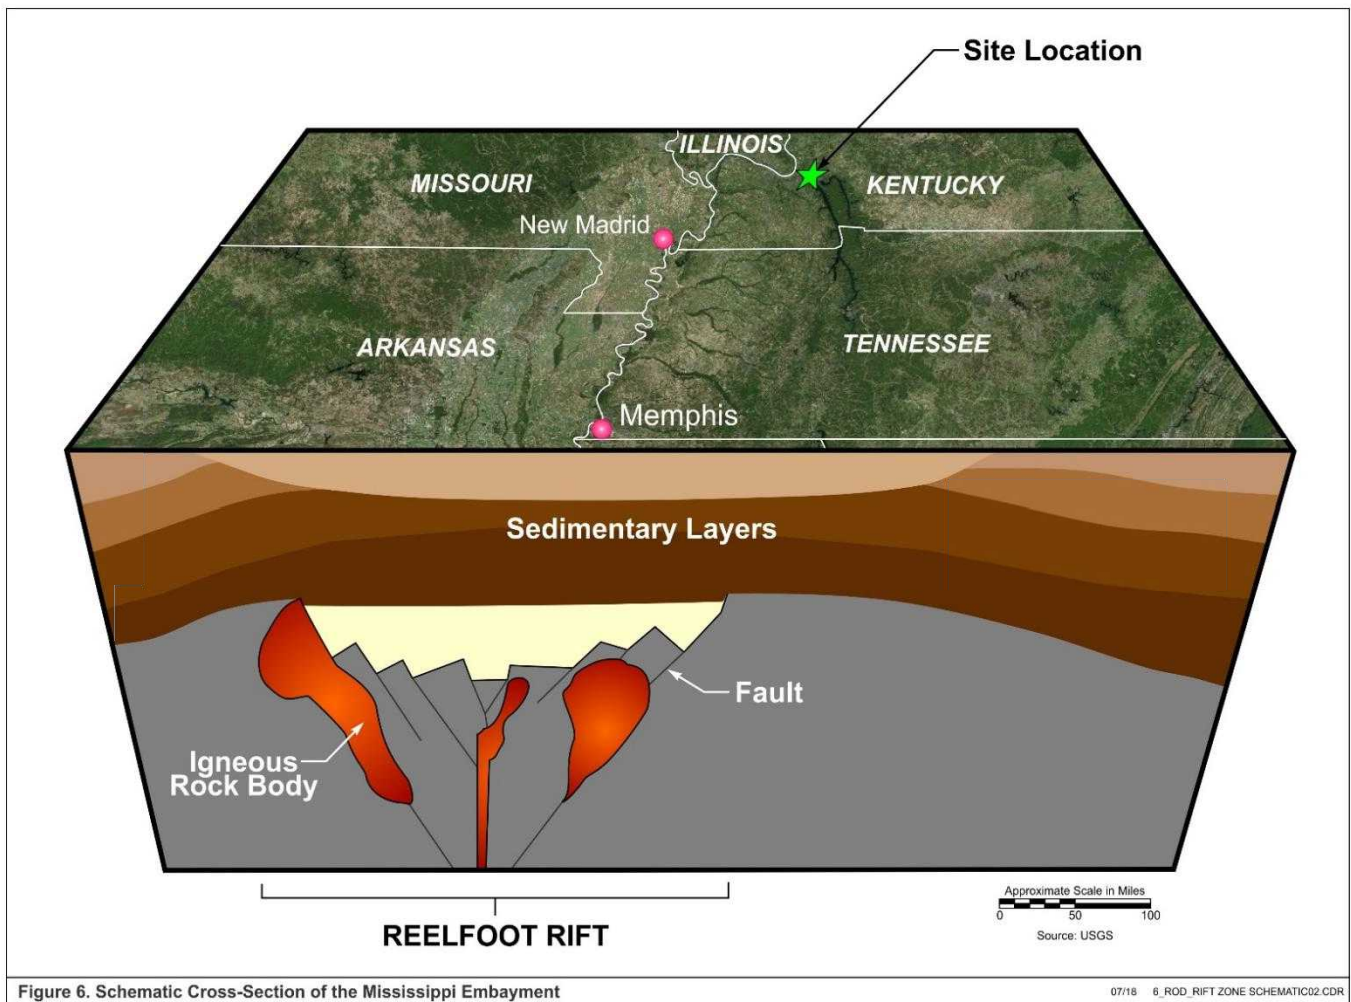 Site Location
ILLINOIS
MISSOURI
KENTUCKY
New Madrid
ARKANSAS
TENNESSEE
Memphis
Sedimentary Layers
Fault
Igneous
Rock Body
REELFOOT RIFT
Approximate Scale in Miles
0 50 100
Source: USGS
Figure 6. Schematic Cross-Section of the Mississippi Embayment
07/18 6_ROD_RIFT ZONE SCHEMATIC02.CDR